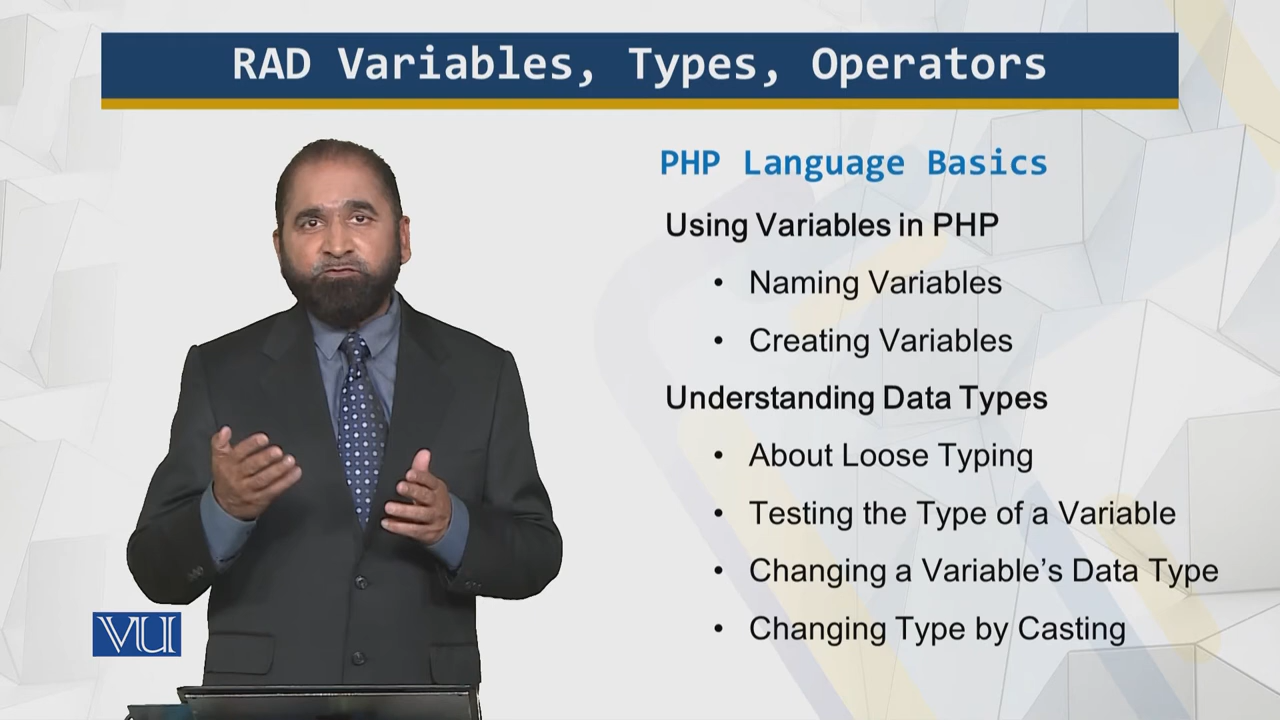 RAD Variables, Types, Operators
PHP Language Basics
Using Variables in PHP
• Naming Variables
• Creating Variables
Understanding Data Types
• About Loose Typing
• Testing the Type of a Variable
• Changing a Variable’s Data Type
• Changing Type by Casting
VU